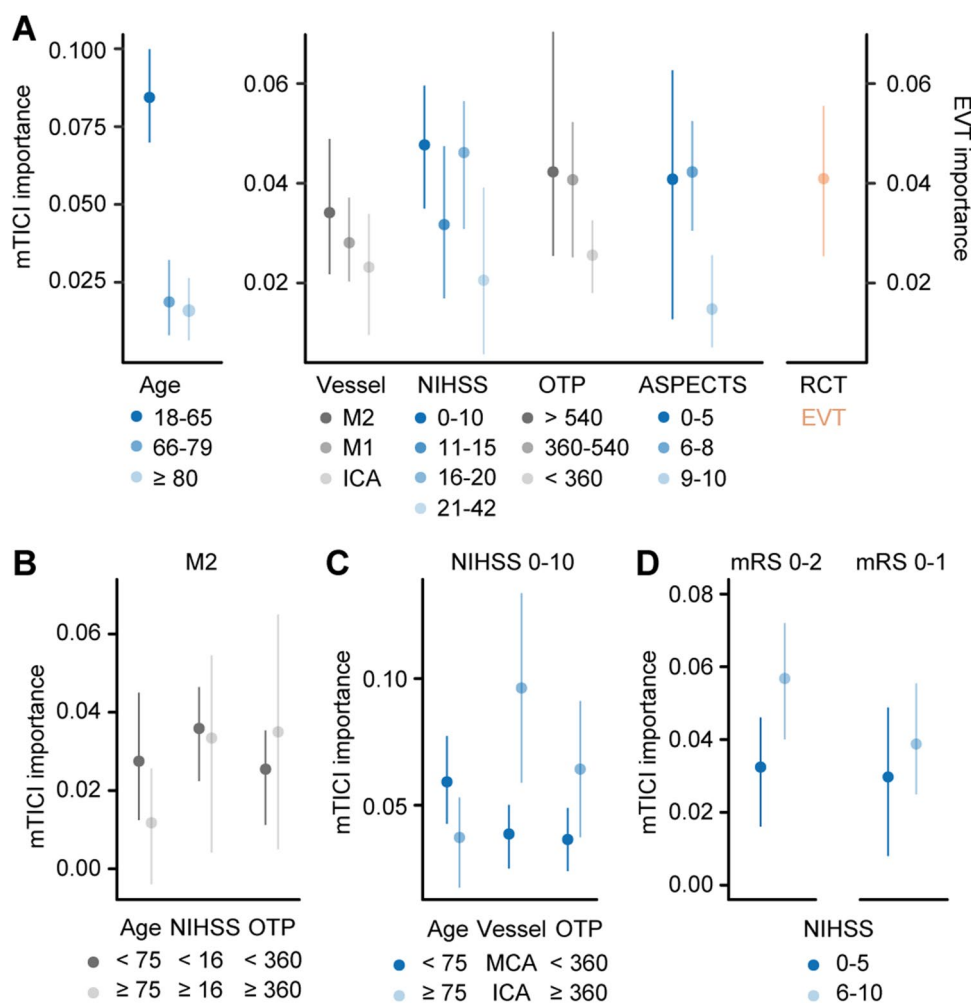 A
mTICI importance
0.100
0.075
0.050
0.025
0.06
0.04
0.02
0.06
0.04
0.02
EVT importance
Age
18-65
66-79
≥ 80
Vessel
M2
M1
ICA
NIHSS
0-10
11-15
16-20
21-42
OTP
> 540
360-540
< 360
ASPECTS
0-5
6-8
9-10
RCT
EVT
B
M2
mTICI importance
0.06
0.04
0.02
0.00
Age NIHSS OTP
< 75 < 16 < 360
≥ 75 ≥ 16 ≥ 360
C
NIHSS 0-10
mTICI importance
0.10
0.05
Age Vessel OTP
< 75 MCA < 360
≥ 75 ICA ≥ 360
D
mRS 0-2 mRS 0-1
mTICI importance
0.08
0.06
0.04
0.02
0.00
NIHSS
0-5
6-10